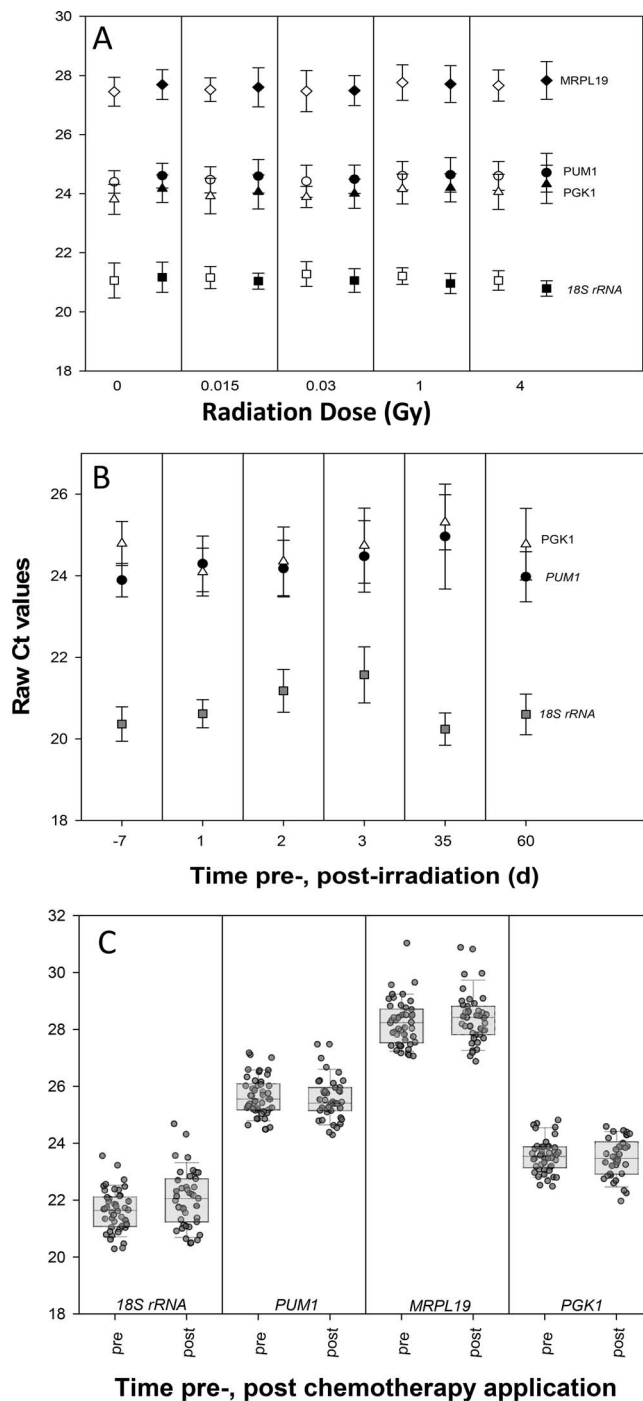 A
30
28
26
24
22
20
18
MRPL19
PUM1
PGK1
18S rRNA
0 0.015 0.03 1 4
Radiation Dose (Gy)
B
26
24
22
20
18
PGK1
PUM1
18S rRNA
Raw Ct values
-7 1 2 3 35 60
Time pre-, post-irradiation (d)
C
32
30
28
26
24
22
20
18
18S rRNA PUM1 MRPL19 PGK1
pre post pre post pre post pre post
Time pre-, post chemotherapy application